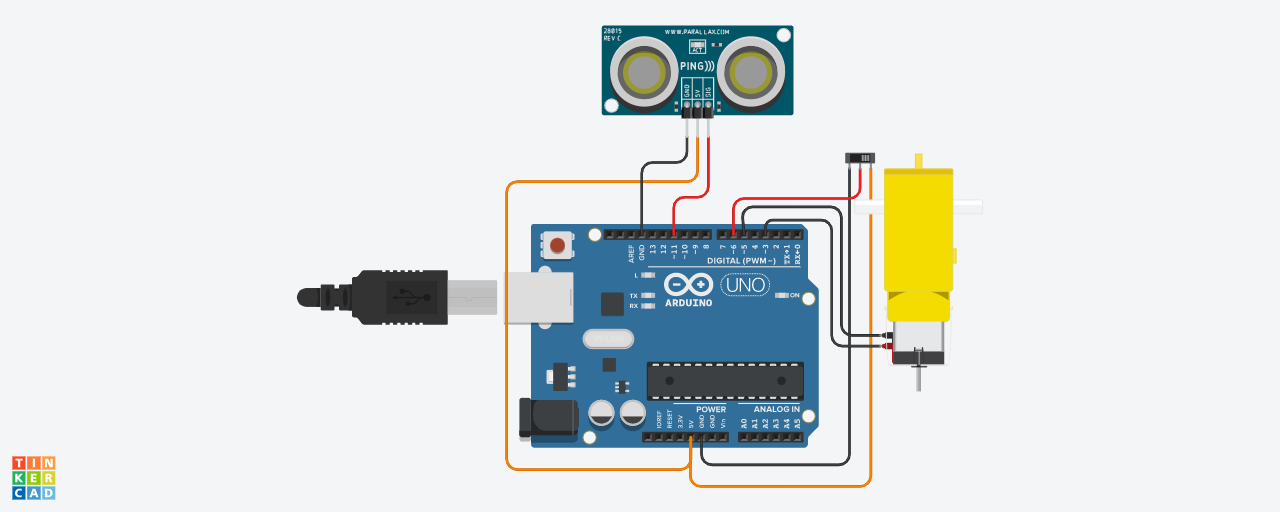 28015
REV C
WWW.PARALLAX.COM
ACT
PING)))
GND
5V
SIG
AREF
GND
13
12
~11
~10
~9
8
7
~6
~5
4
~3
2
TX→1
RX←0
DIGITAL (PWM~)
L
TX
RX
ARDUINO
UNO
ON
POWER
ANALOG IN
IOREF
RESET
3.3V
5V
GND
GND
Vin
A0
A1
A2
A3
A4
A5
TIN
KER
CAD